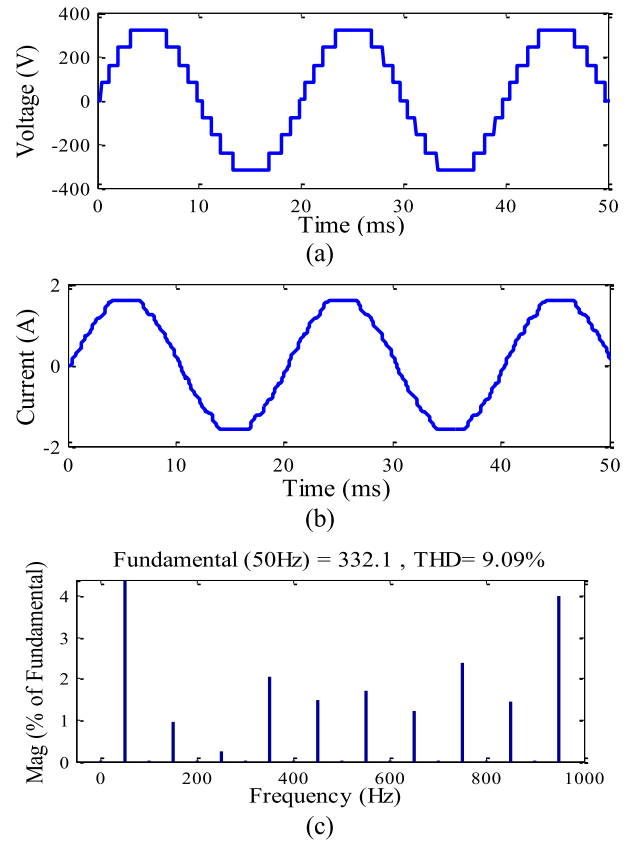 400
200
0
-200
-400
Voltage (V)
0 10 20 30 40 50
Time (ms)
(a)
2
0
-2
Current (A)
0 10 20 30 40 50
Time (ms)
(b)
Fundamental (50Hz) = 332.1 , THD= 9.09%
4
3
2
1
0
Mag (% of Fundamental)
0 200 400 600 800 1000
Frequency (Hz)
(c)